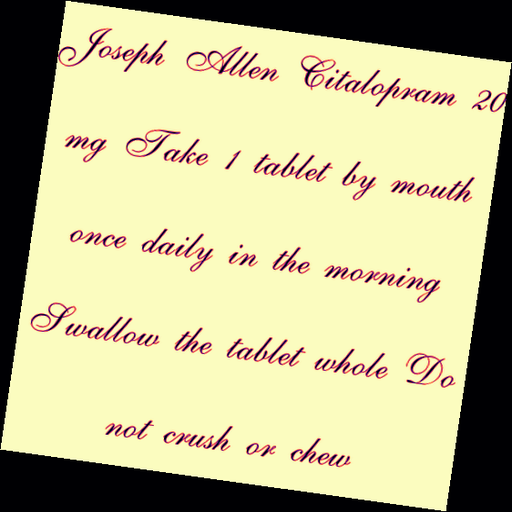 Joseph Allen Citalopram 20
mg Take 1 tablet by mouth
once daily in the morning
Swallow the tablet whole Do
not crush or chew